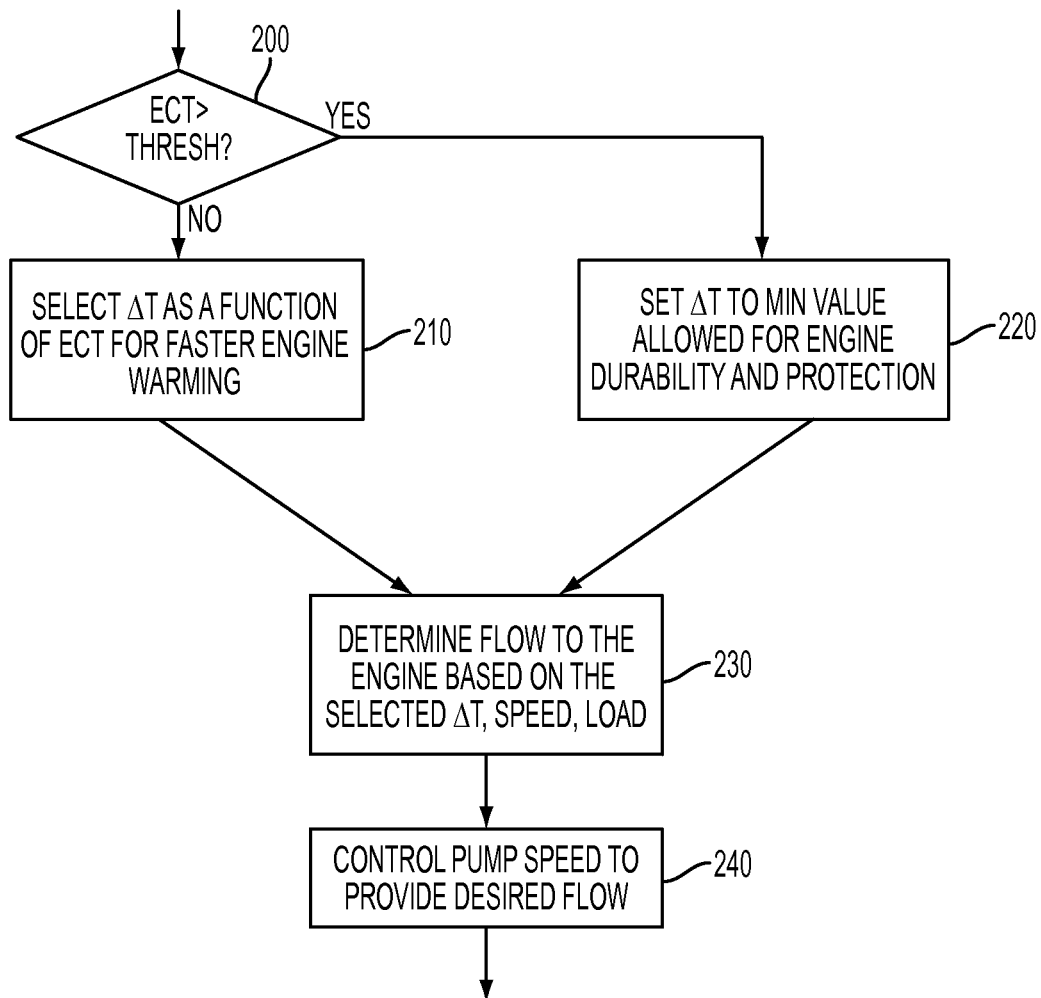 200
ECT>
THRESH?
YES
NO
SELECT ΔT AS A FUNCTION
OF ECT FOR FASTER ENGINE
WARMING
210
SET ΔT TO MIN VALUE
ALLOWED FOR ENGINE
DURABILITY AND PROTECTION
220
DETERMINE FLOW TO THE
ENGINE BASED ON THE
SELECTED ΔT, SPEED, LOAD
230
CONTROL PUMP SPEED TO
PROVIDE DESIRED FLOW
240